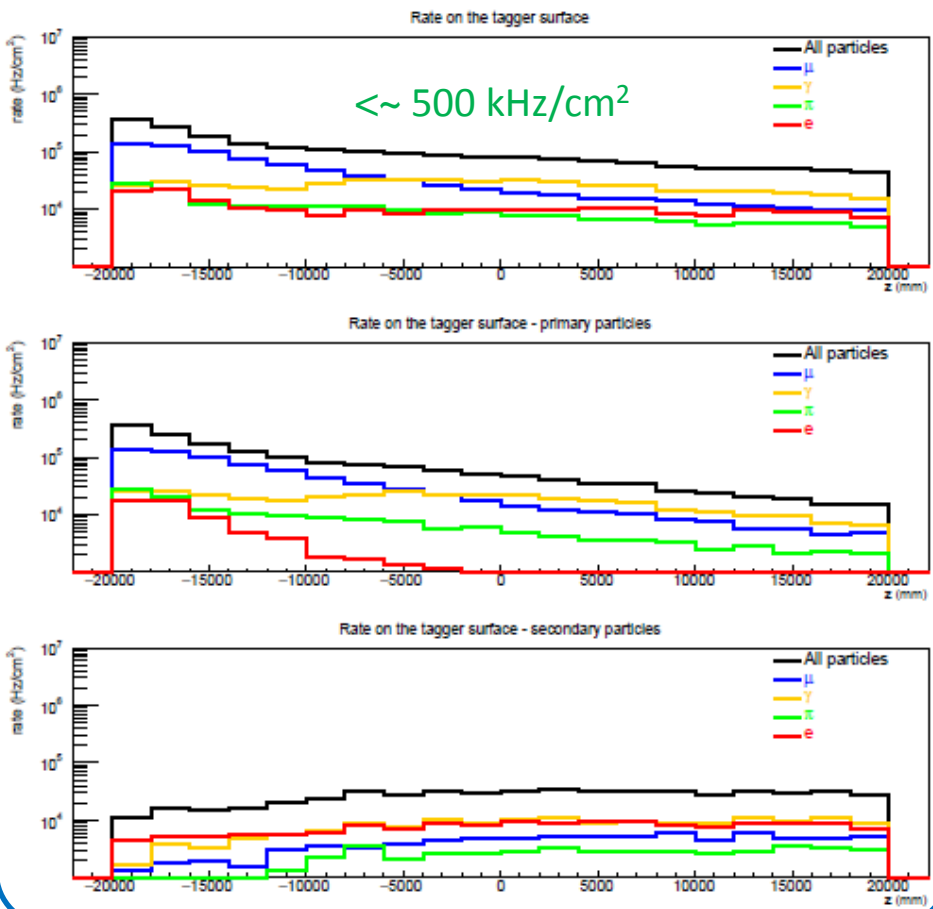 Rate on the tagger surface
rate (Hz/cm²)
10⁷
10⁶
10⁵
10⁴
<~ 500 kHz/cm²
All particles
μ
γ
π
e
−20000 −15000 −10000 −5000 0 5000 10000 15000 20000
z (mm)
Rate on the tagger surface - primary particles
rate (Hz/cm²)
10⁷
10⁶
10⁵
10⁴
All particles
μ
γ
π
e
−20000 −15000 −10000 −5000 0 5000 10000 15000 20000
z (mm)
Rate on the tagger surface - secondary particles
rate (Hz/cm²)
10⁷
10⁶
10⁵
10⁴
All particles
μ
γ
π
e
−20000 −15000 −10000 −5000 0 5000 10000 15000 20000
z (mm)